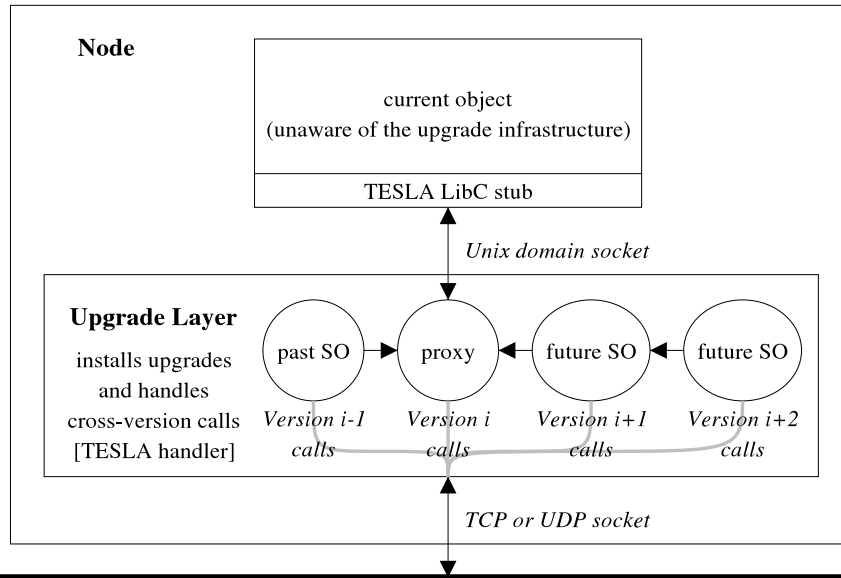 Node
current object
(unaware of the upgrade infrastructure)
TESLA LibC stub
Unix domain socket
Upgrade Layer
installs upgrades
and handles
cross-version calls
[TESLA handler]
past SO
proxy
future SO
future SO
Version i-1
calls
Version i
calls
Version i+1
calls
Version i+2
calls
TCP or UDP socket